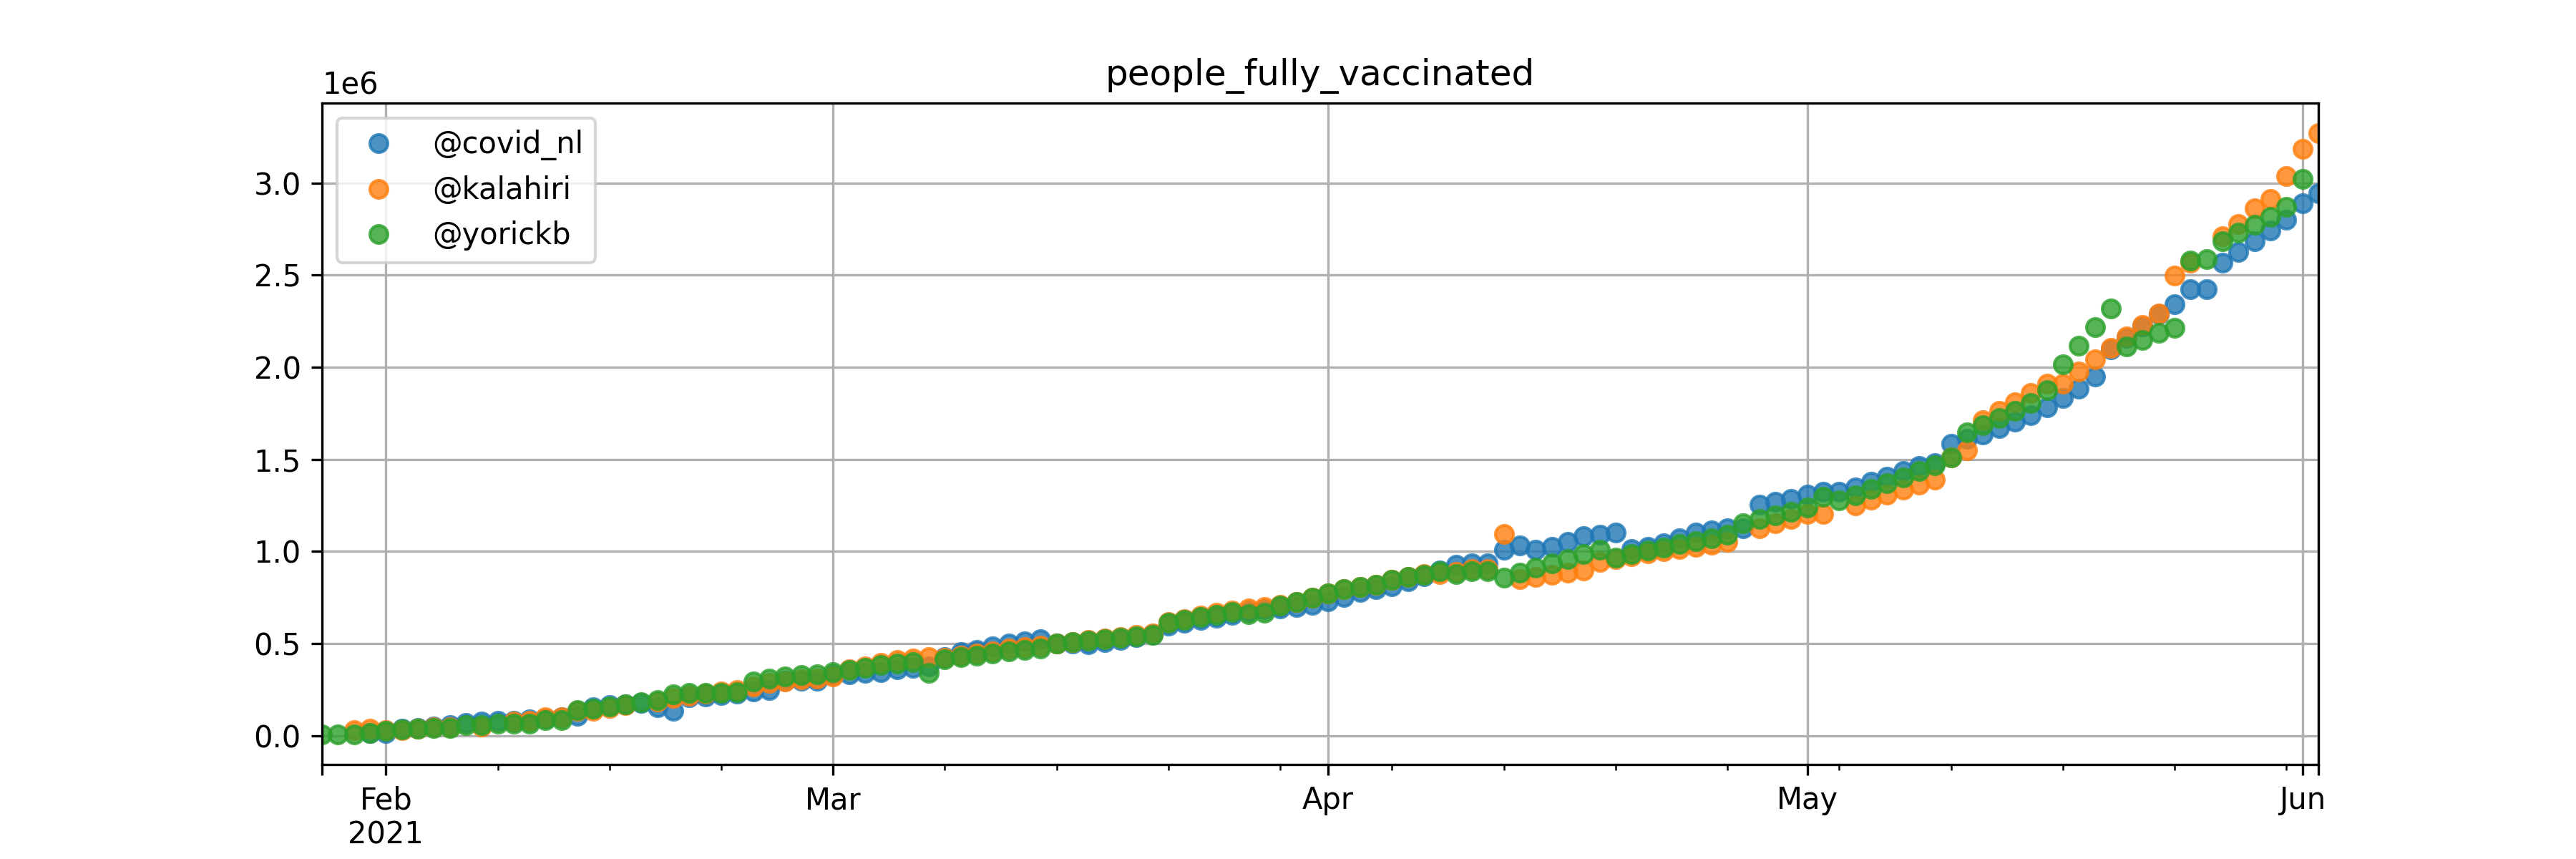 people_fully_vaccinated
1e6
@covid_nl
@kalahiri
@yorickb
3.0
2.5
2.0
1.5
1.0
0.5
0.0
Feb Mar Apr May Jun
2021